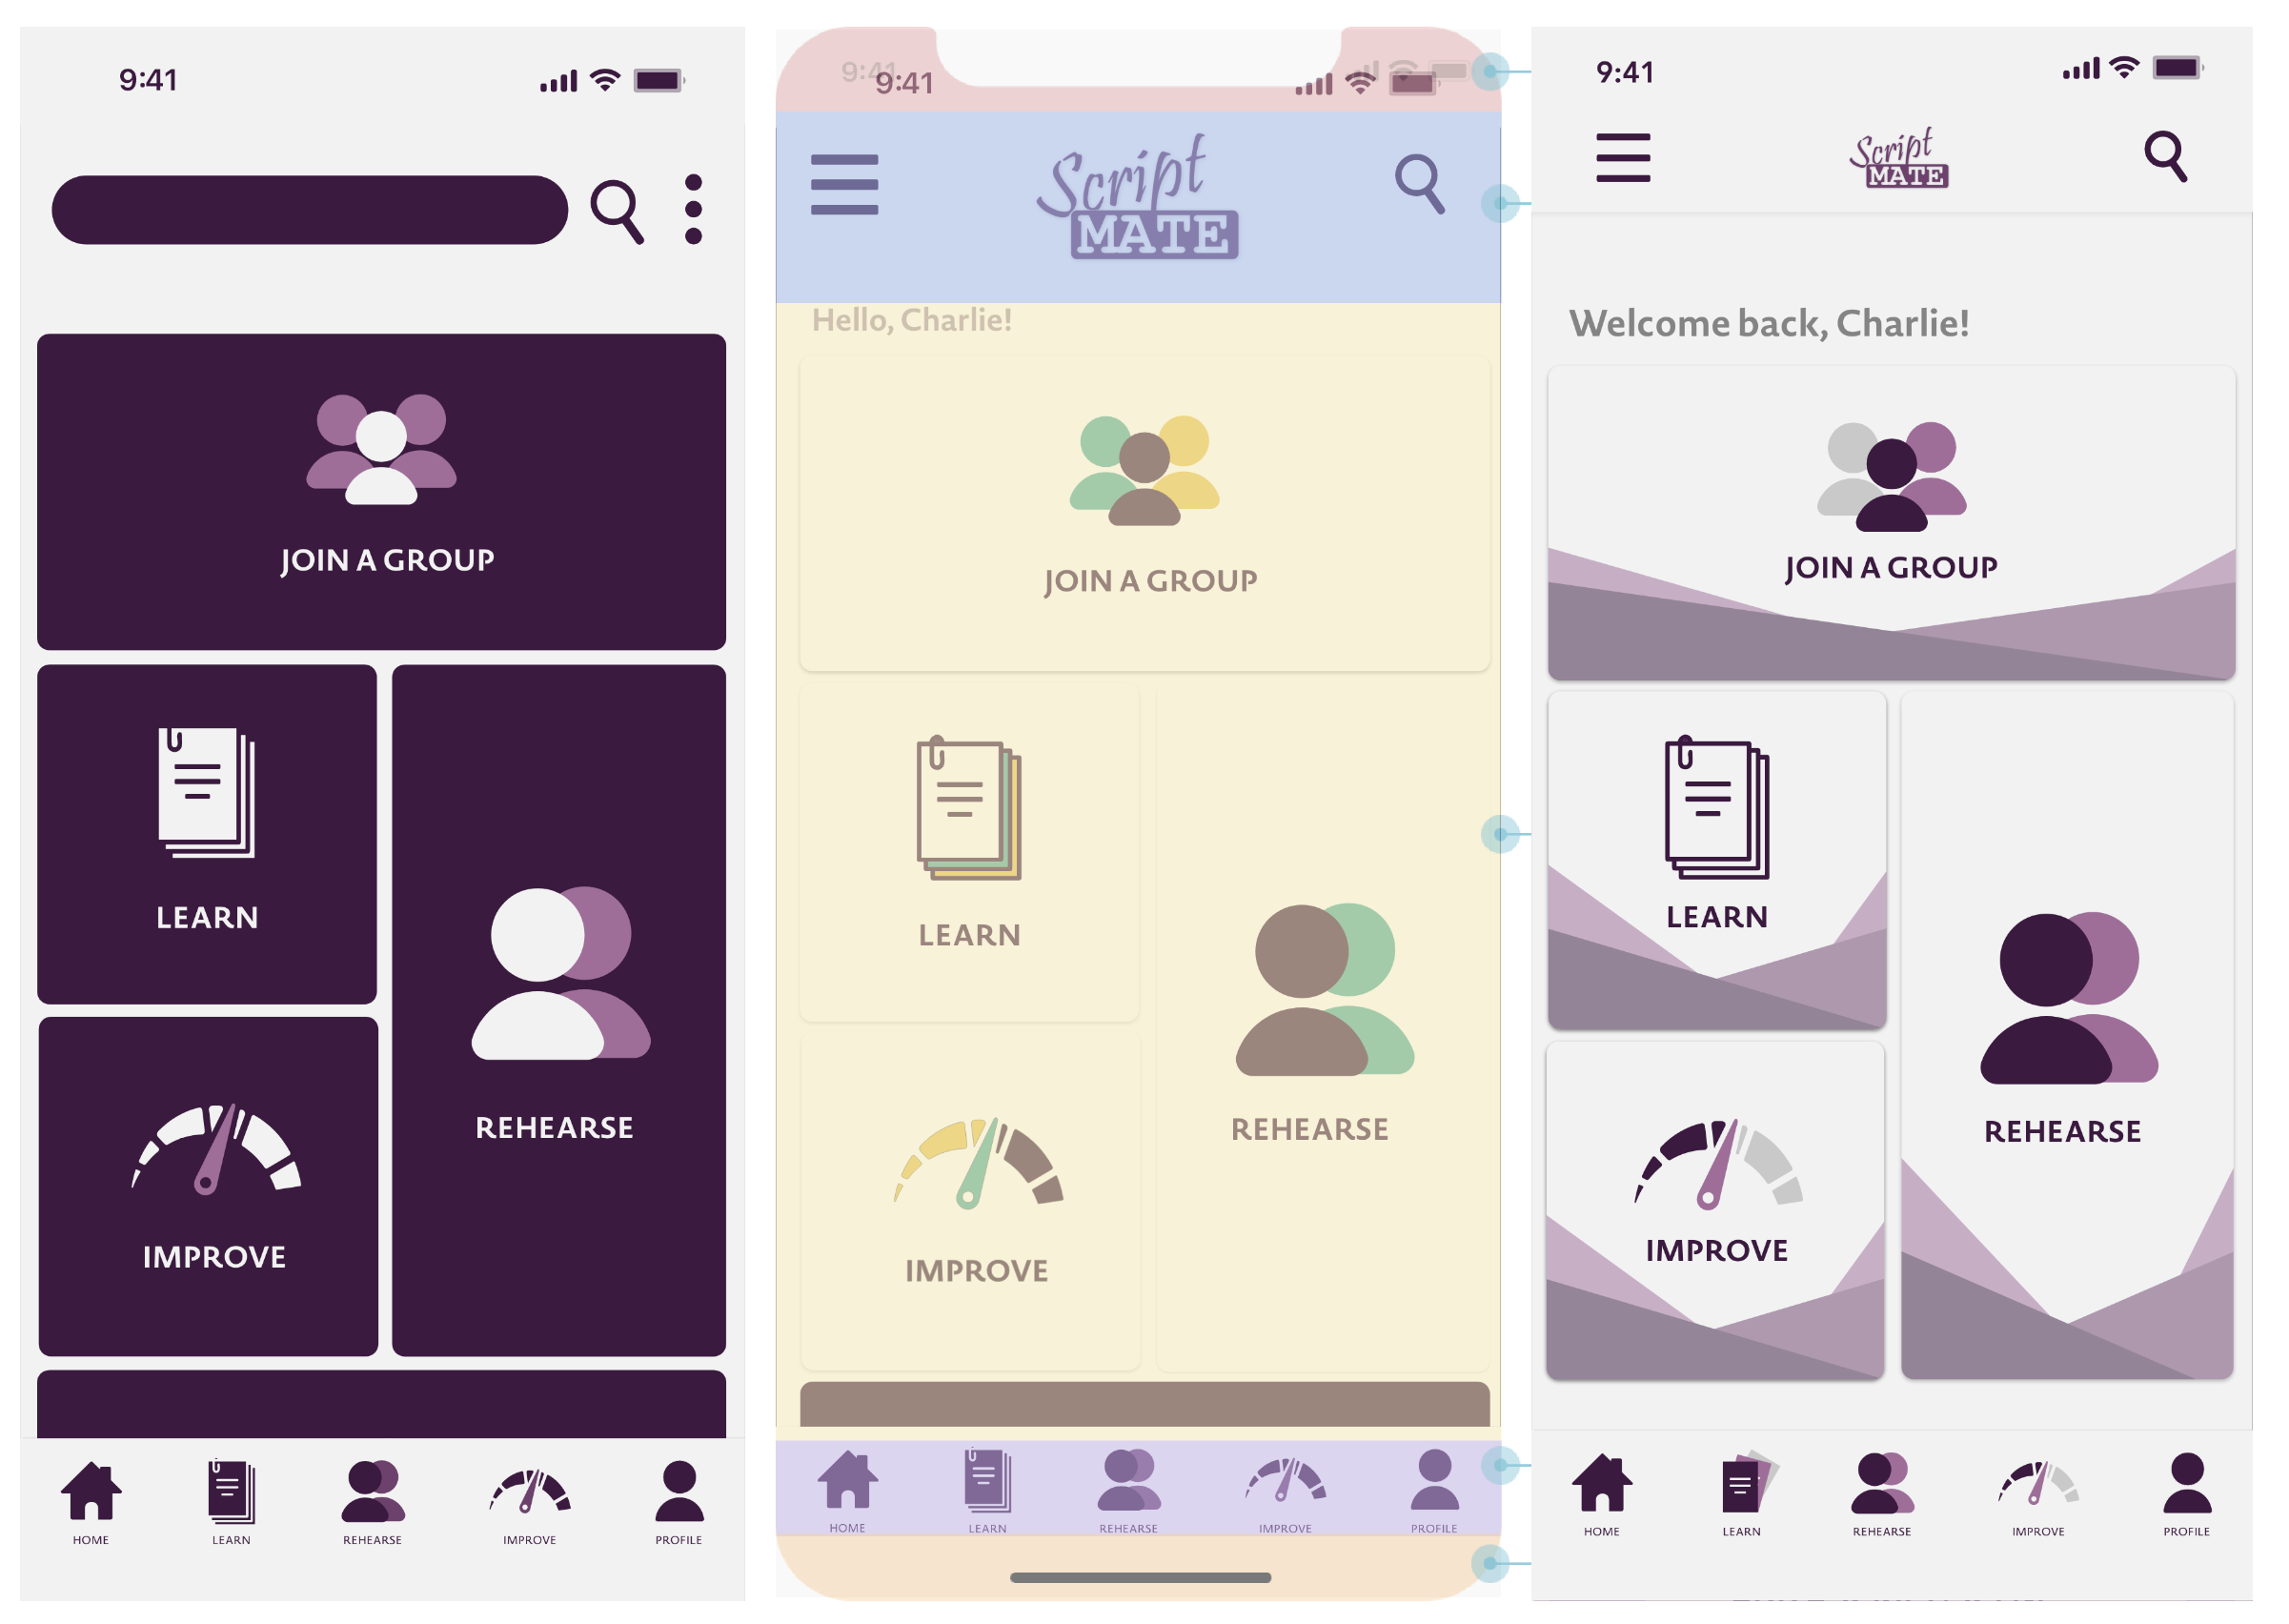 9:41
JOIN A GROUP
LEARN
REHEARSE
IMPROVE
HOME
LEARN
REHEARSE
IMPROVE
PROFILE
9:41
9:41
Script
MATE
Hello, Charlie!
JOIN A GROUP
LEARN
REHEARSE
IMPROVE
HOME
LEARN
REHEARSE
IMPROVE
PROFILE
9:41
Script
MATE
Welcome back, Charlie!
JOIN A GROUP
LEARN
REHEARSE
IMPROVE
HOME
LEARN
REHEARSE
IMPROVE
PROFILE